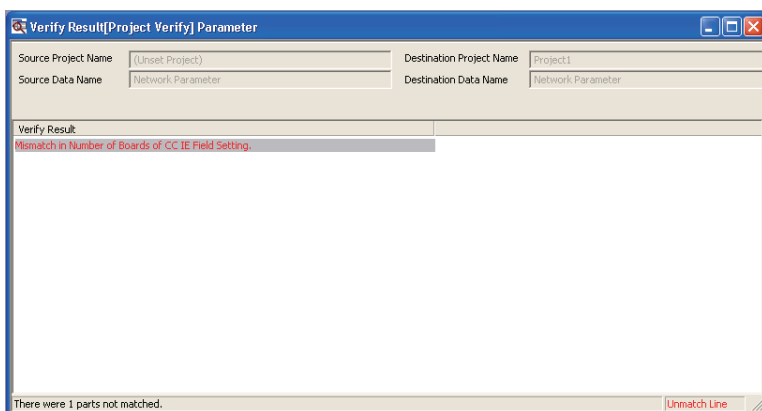 Verify Result[Project Verify] Parameter
Source Project Name (Unset Project) Destination Project Name Project1
Source Data Name Network Parameter Destination Data Name Network Parameter
Verify Result
Mismatch in Number of Boards of CC IE Field Setting.
There were 1 parts not matched. Unmatch Line